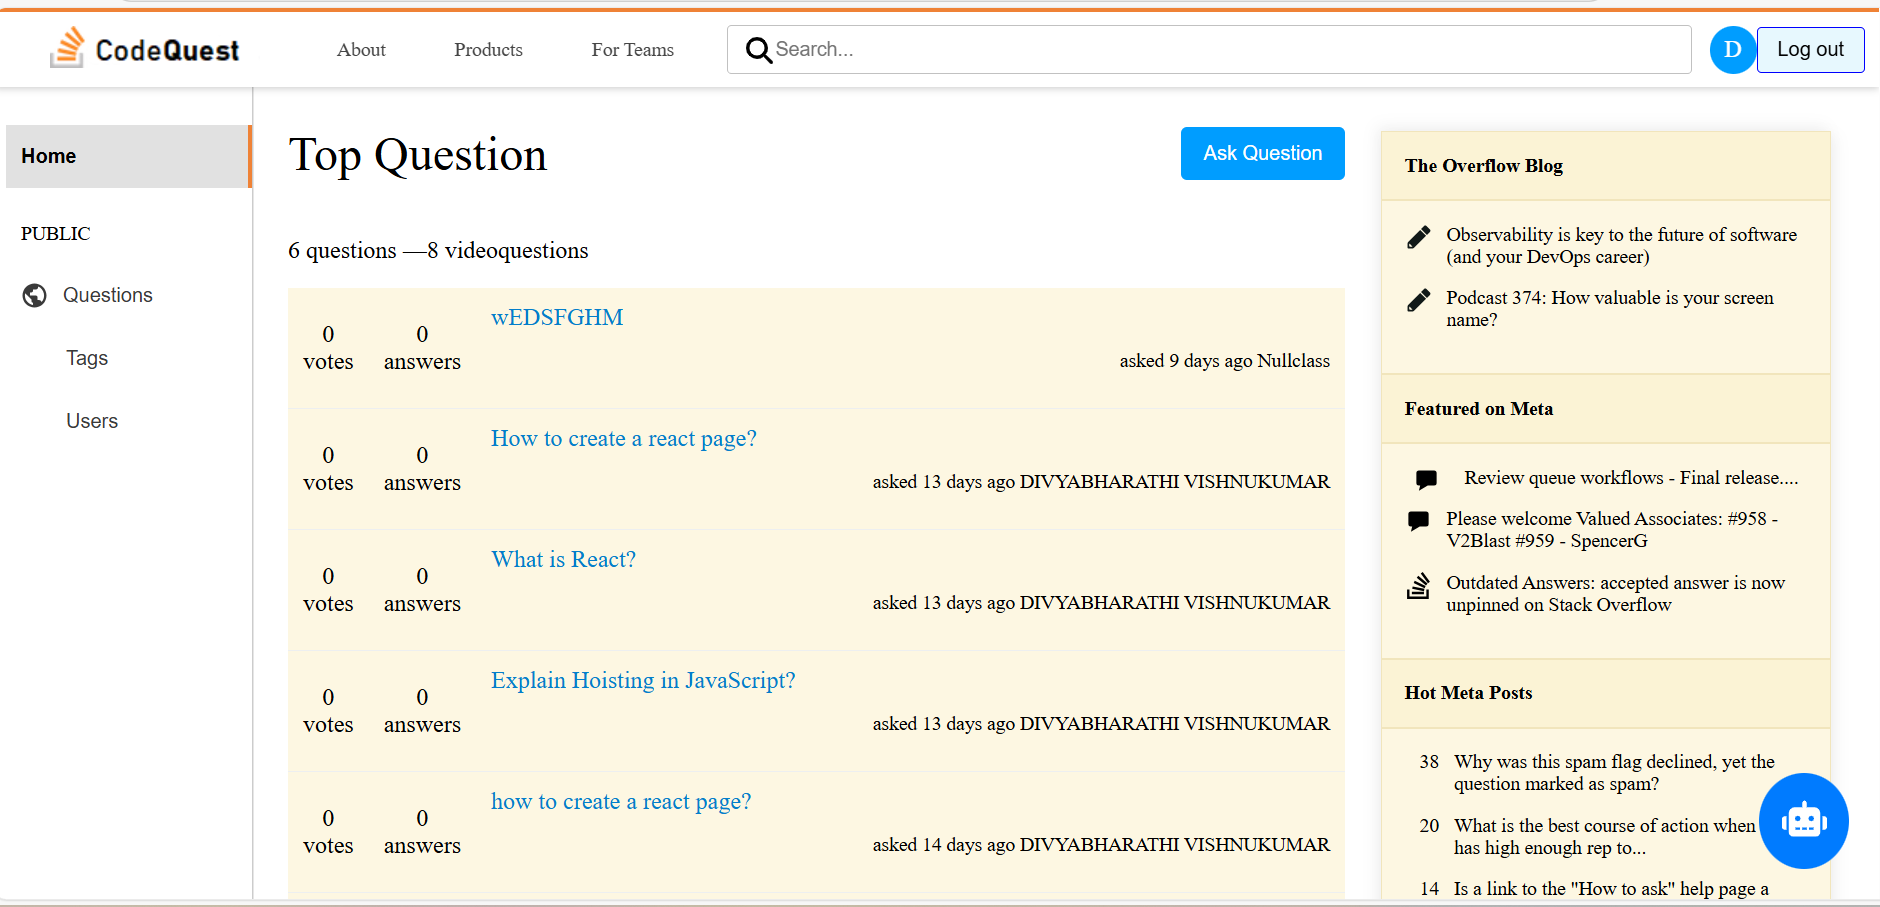 CodeQuest
About
Products
For Teams
Search...
D
Log out
Home
PUBLIC
Questions
Tags
Users
Top Question
Ask Question
6 questions —8 videoquestions
0 votes
0 answers
wEDSFGHM
asked 9 days ago Nullclass
0 votes
0 answers
How to create a react page?
asked 13 days ago DIVYABHARATHI VISHNUKUMAR
0 votes
0 answers
What is React?
asked 13 days ago DIVYABHARATHI VISHNUKUMAR
0 votes
0 answers
Explain Hoisting in JavaScript?
asked 13 days ago DIVYABHARATHI VISHNUKUMAR
0 votes
0 answers
how to create a react page?
asked 14 days ago DIVYABHARATHI VISHNUKUMAR
The Overflow Blog
Observability is key to the future of software
(and your DevOps career)
Podcast 374: How valuable is your screen
name?
Featured on Meta
Review queue workflows - Final release....
Please welcome Valued Associates: #958 -
V2Blast #959 - SpencerG
Outdated Answers: accepted answer is now
unpinned on Stack Overflow
Hot Meta Posts
38 Why was this spam flag declined, yet the
question marked as spam?
20 What is the best course of action when
has high enough rep to...
14 Is a link to the "How to ask" help page a